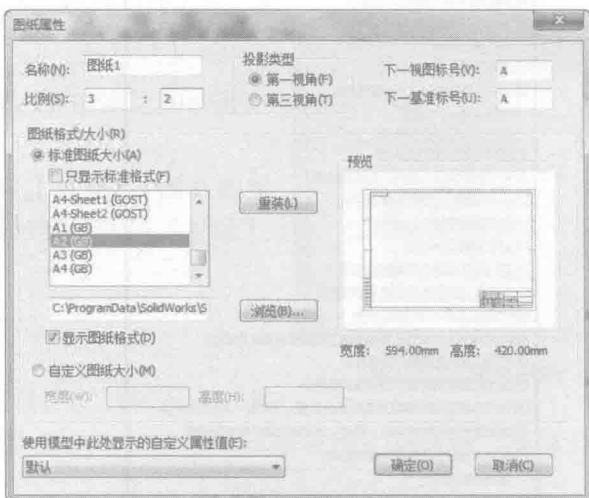 图纸属性
名称(N): 图纸1
比例(S): 3 : 2
投影类型
第一视角(F)
第三视角(T)
下一视图标号(V): A
下一基准标号(U): A
图纸格式/大小(R)
标准图纸大小(A)
只显示标准格式(F)
A4-Sheet1 (GOST)
A4-Sheet2 (GOST)
A1 (GB)
A2 (GB)
A3 (GB)
A4 (GB)
重装(L)
C:\ProgramData\SolidWorks\S
浏览(B)...
显示图纸格式(D)
预览
宽度: 594.00mm 高度: 420.00mm
自定义图纸大小(M)
宽度(W): 高度(H):
使用模型中此处显示的自定义属性值(E):
默认
确定(O) 取消(C)